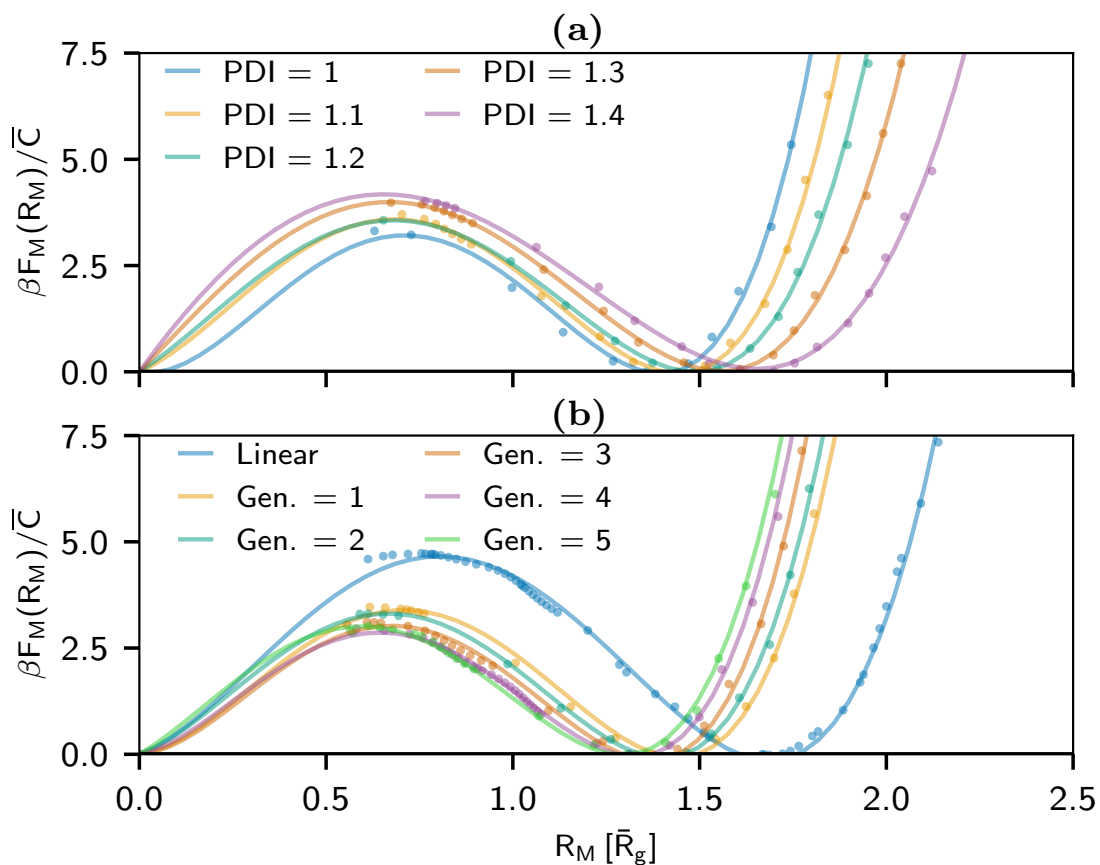 (a)
7.5
5.0
2.5
0.0
βF_M(R_M)/C̅
PDI = 1
PDI = 1.1
PDI = 1.2
PDI = 1.3
PDI = 1.4
(b)
7.5
5.0
2.5
0.0
βF_M(R_M)/C̅
Linear
Gen. = 1
Gen. = 2
Gen. = 3
Gen. = 4
Gen. = 5
0.0 0.5 1.0 1.5 2.0 2.5
R_M [R̄_g]